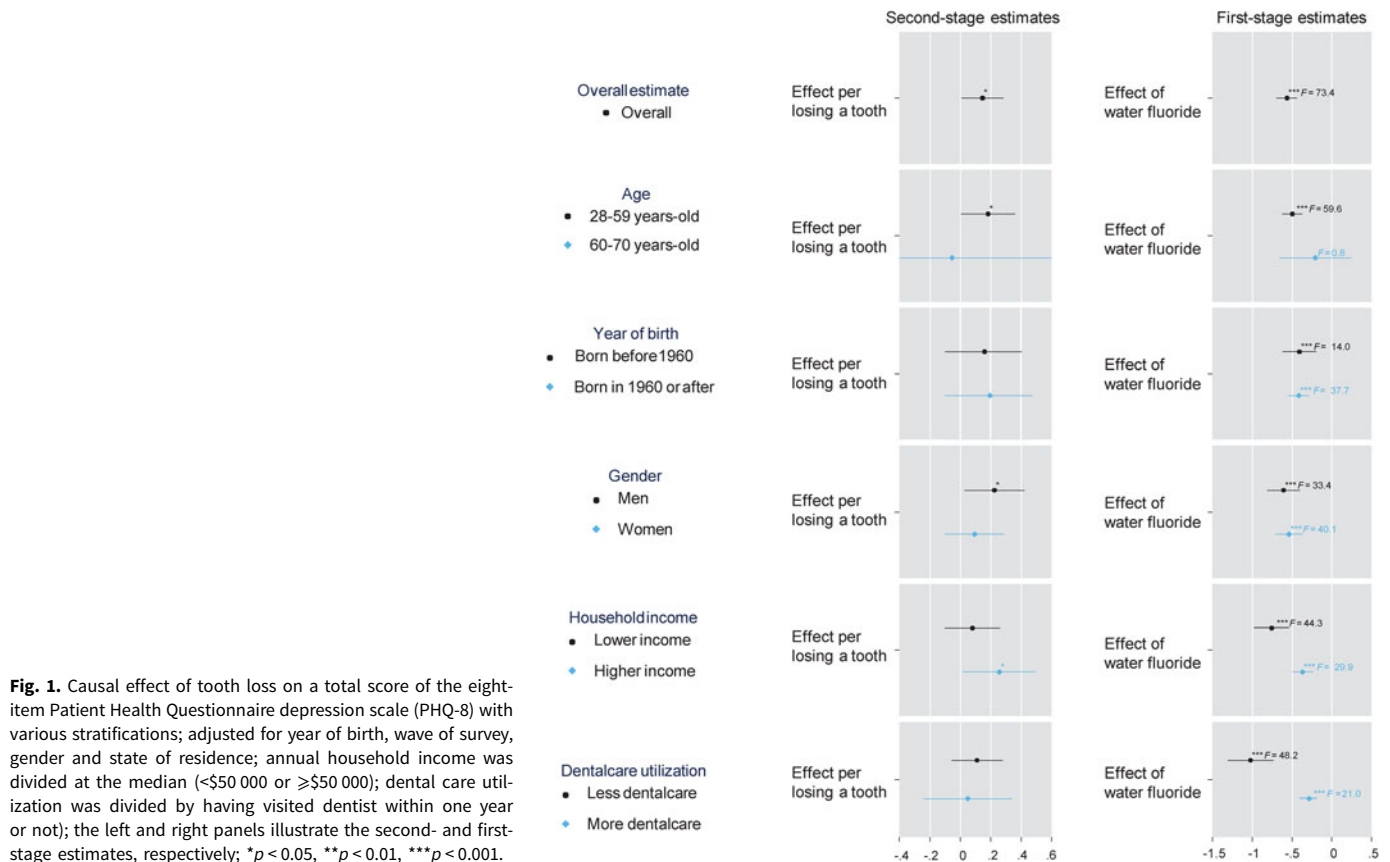 Second-stage estimates
First-stage estimates
Overall estimate
Overall
Effect per
losing a tooth
*
Effect of
water fluoride
*** F = 73.4
Age
28-59 years-old
60-70 years-old
Effect per
losing a tooth
*
Effect of
water fluoride
*** F = 59.6
F = 0.8
Year of birth
Born before 1960
Born in 1960 or after
Effect per
losing a tooth
Effect of
water fluoride
*** F = 14.0
*** F = 37.7
Gender
Men
Women
Effect per
losing a tooth
*
Effect of
water fluoride
*** F = 33.4
*** F = 40.1
Household income
Lower income
Higher income
Effect per
losing a tooth
*
Effect of
water fluoride
*** F = 44.3
*** F = 29.9
Dentalcare utilization
Less dentalcare
More dentalcare
Effect per
losing a tooth
Effect of
water fluoride
*** F = 48.2
*** F = 21.0
-.4 -.2 0 .2 .4 .6
-1.5 -1 -.5 0 .5
Fig. 1. Causal effect of tooth loss on a total score of the eight-
item Patient Health Questionnaire depression scale (PHQ-8) with
various stratifications; adjusted for year of birth, wave of survey,
gender and state of residence; annual household income was
divided at the median (<$50 000 or ⩾$50 000); dental care util-
ization was divided by having visited dentist within one year
or not); the left and right panels illustrate the second- and first-
stage estimates, respectively; *p < 0.05, **p < 0.01, ***p < 0.001.